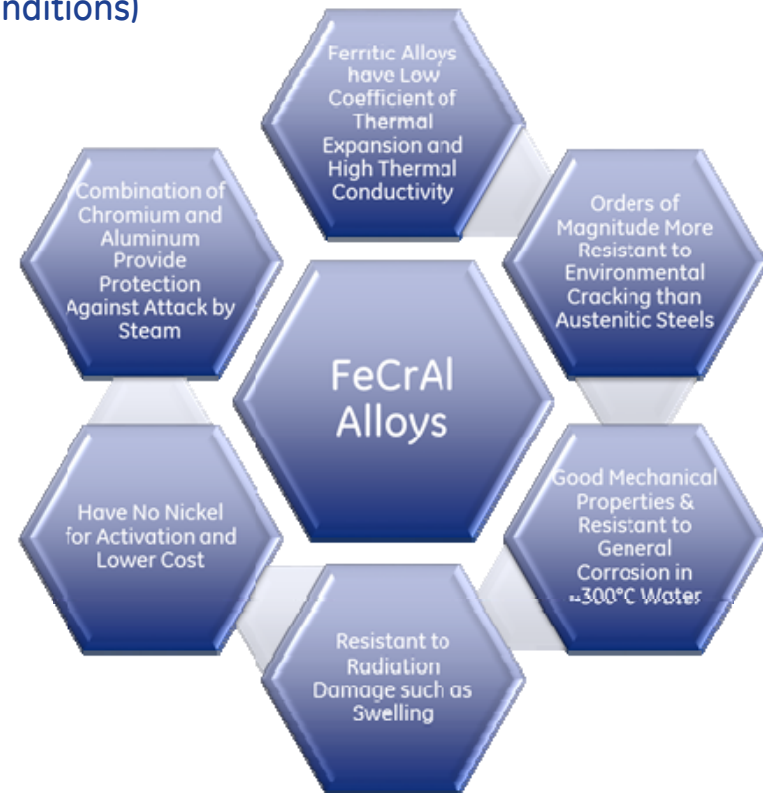 nditions)
Ferritic Alloys
have Low
Coefficient of
Thermal
Expansion and
High Thermal
Conductivity
Orders of
Magnitude More
Resistant to
Environmental
Cracking than
Austenitic Steels
Good Mechanical
Properties &
Resistant to
General
Corrosion in
~300°C Water
Resistant to
Radiation
Damage such as
Swelling
Have No Nickel
for Activation and
Lower Cost
Combination of
Chromium and
Aluminum
Provide
Protection
Against Attack by
Steam
FeCrAl
Alloys